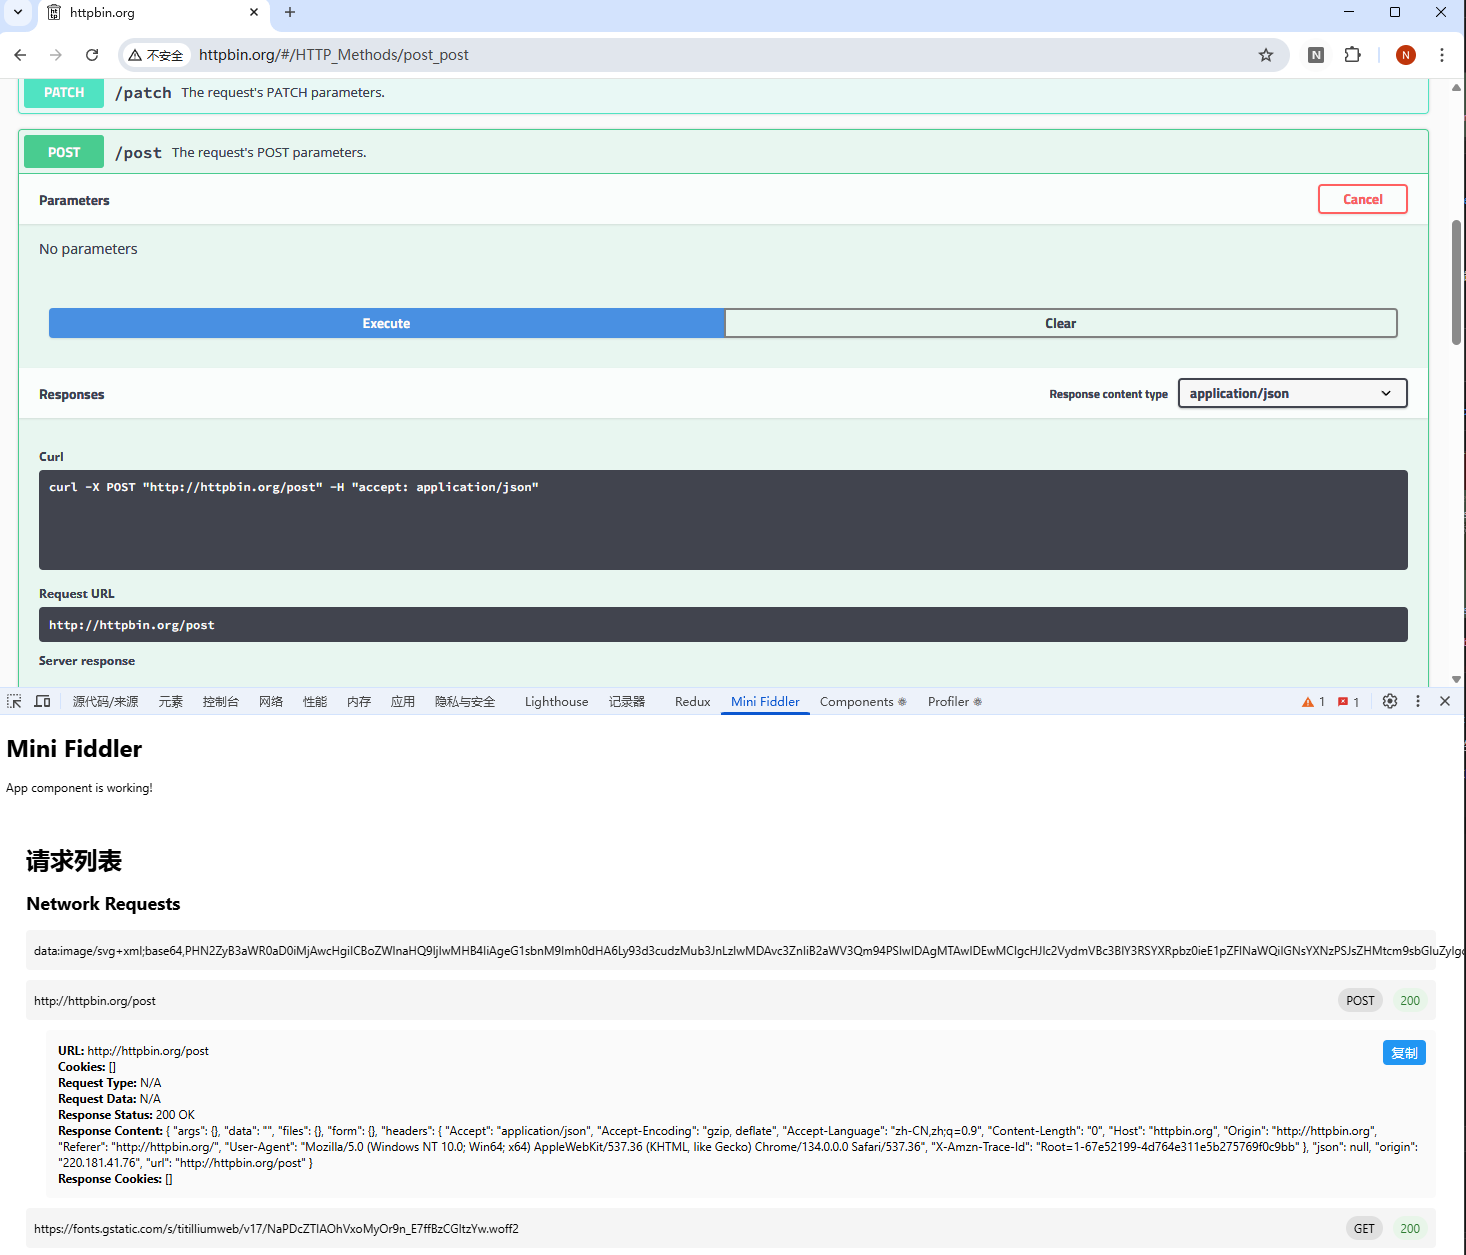 httpbin.org
不安全 httpbin.org/#/HTTP_Methods/post_post
N
N
PATCH /patch The request's PATCH parameters.
POST /post The request's POST parameters.
Parameters Cancel
No parameters
Execute Clear
Responses Response content type application/json
Curl
curl -X POST "http://httpbin.org/post" -H "accept: application/json"
Request URL
http://httpbin.org/post
Server response
源代码/来源 元素 控制台 网络 性能 内存 应用 隐私与安全 Lighthouse 记录器 Redux Mini Fiddler Components Profiler 1 1
Mini Fiddler
App component is working!
请求列表
Network Requests
data:image/svg+xml;base64,
http://httpbin.org/post POST 200
URL: http://httpbin.org/post 复制
Cookies: []
Request Type: N/A
Request Data: N/A
Response Status: 200 OK
Response Content: { "args": {}, "data": "", "files": {}, "form": {}, "headers": { "Accept": "application/json", "Accept-Encoding": "gzip, deflate", "Accept-Language": "zh-CN,zh;q=0.9", "Content-Length": "0", "Host": "httpbin.org", "Origin": "http://httpbin.org",
"Referer": "http://httpbin.org/", "User-Agent": "Mozilla/5.0 (Windows NT 10.0; Win64; x64) AppleWebKit/537.36 (KHTML, like Gecko) Chrome/134.0.0.0 Safari/537.36", "X-Amzn-Trace-Id": "Root=1-67e52199-4d764e311e5b275769f0c9bb" }, "json": null, "origin":
"220.181.41.76", "url": "http://httpbin.org/post" }
Response Cookies: []
https://fonts.gstatic.com/s/titilliumweb/v17/NaPDcZTIAOhVxoMyOr9n_E7ffBzCGItzYw.woff2 GET 200